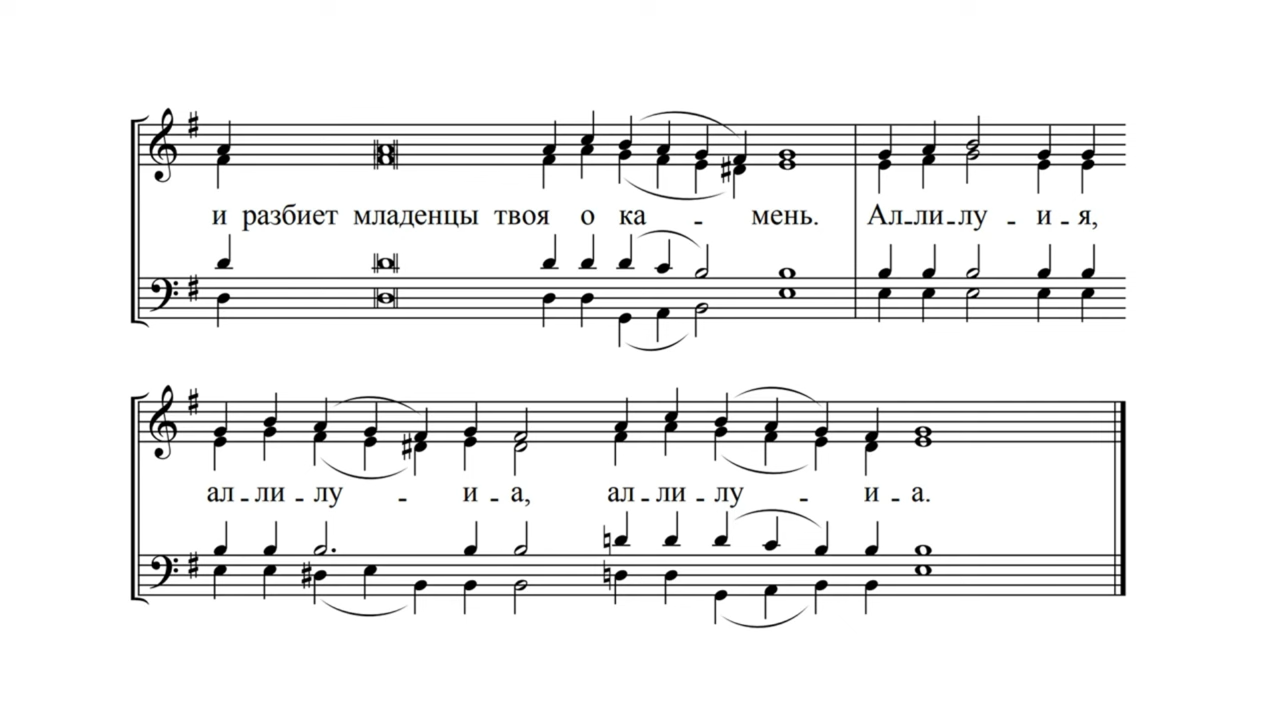 и разбиет младенцы твоя о ка - мень. Ал-ли-лу - и - я,
ал - ли - лу - и - а, ал - ли - лу - и - а.